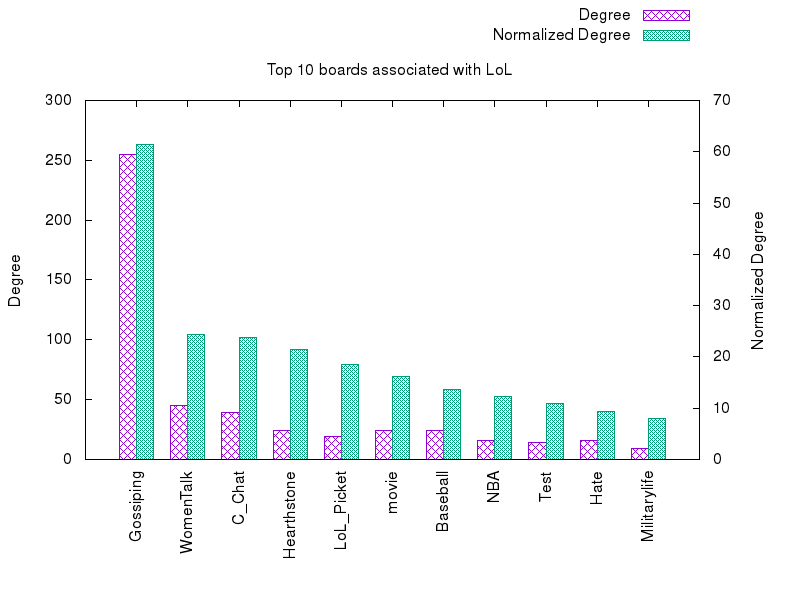 Degree
Normalized Degree
Top 10 boards associated with LoL
300
250
200
150
100
50
0
Degree
70
60
50
40
30
20
10
0
Normalized Degree
Gossiping
WomenTalk
C_Chat
Hearthstone
LoL_Picket
movie
Baseball
NBA
Test
Hate
Militarylife